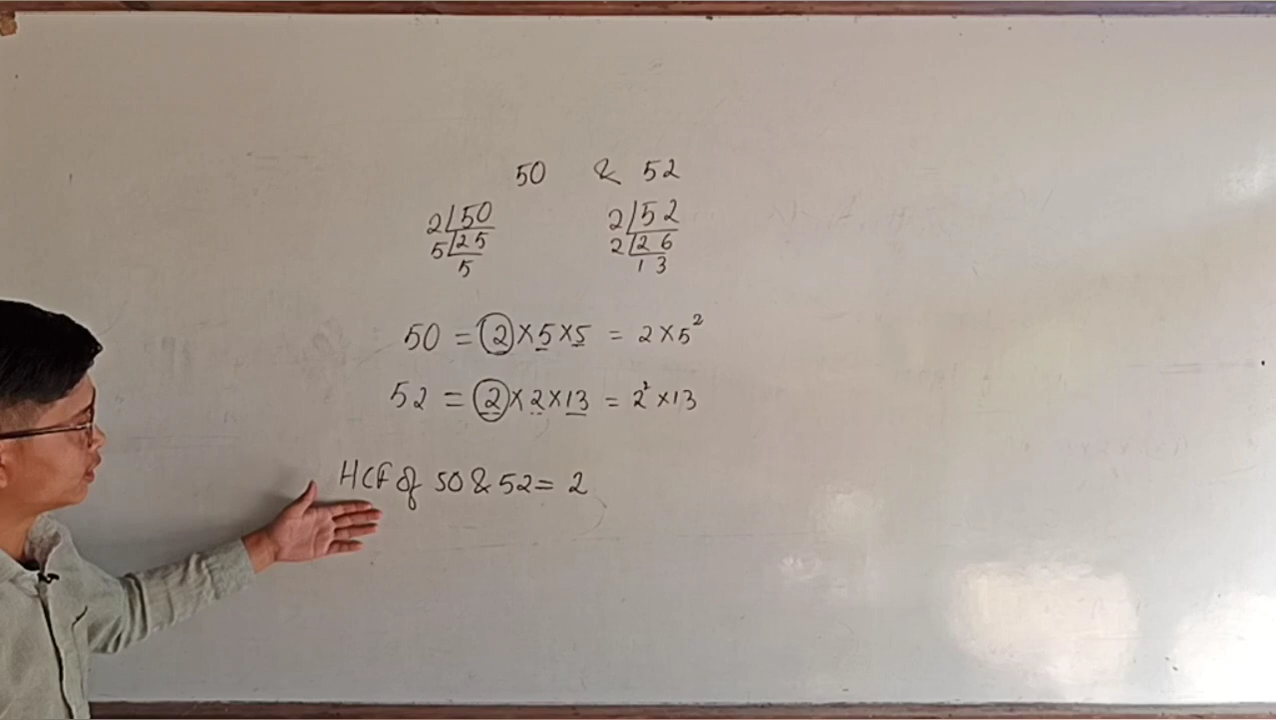 50 & 52
2 50 2 52
5 25 2 26
5 13
50 = 2 × 5 × 5 = 2 × 5²
52 = 2 × 2 × 13 = 2² × 13
HCF of 50 & 52 = 2